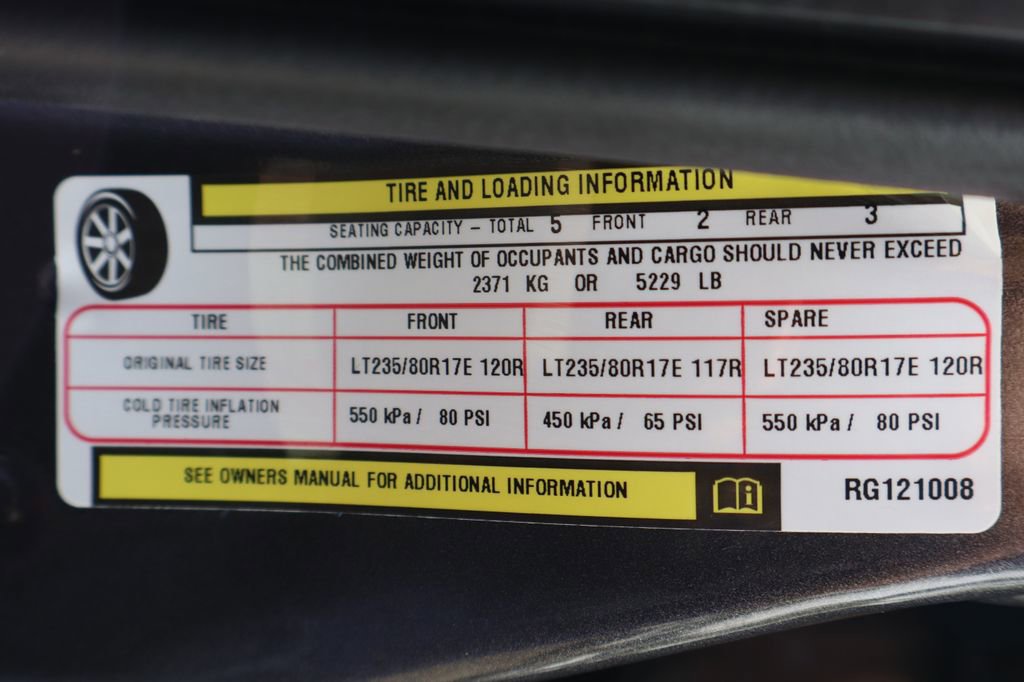 TIRE AND LOADING INFORMATION
SEATING CAPACITY – TOTAL 5 FRONT 2 REAR 3
THE COMBINED WEIGHT OF OCCUPANTS AND CARGO SHOULD NEVER EXCEED
2371 KG OR 5229 LB
TIRE FRONT REAR SPARE
ORIGINAL TIRE SIZE LT235/80R17E 120R LT235/80R17E 117R LT235/80R17E 120R
COLD TIRE INFLATION
PRESSURE 550 kPa / 80 PSI 450 kPa / 65 PSI 550 kPa / 80 PSI
SEE OWNERS MANUAL FOR ADDITIONAL INFORMATION
RG121008